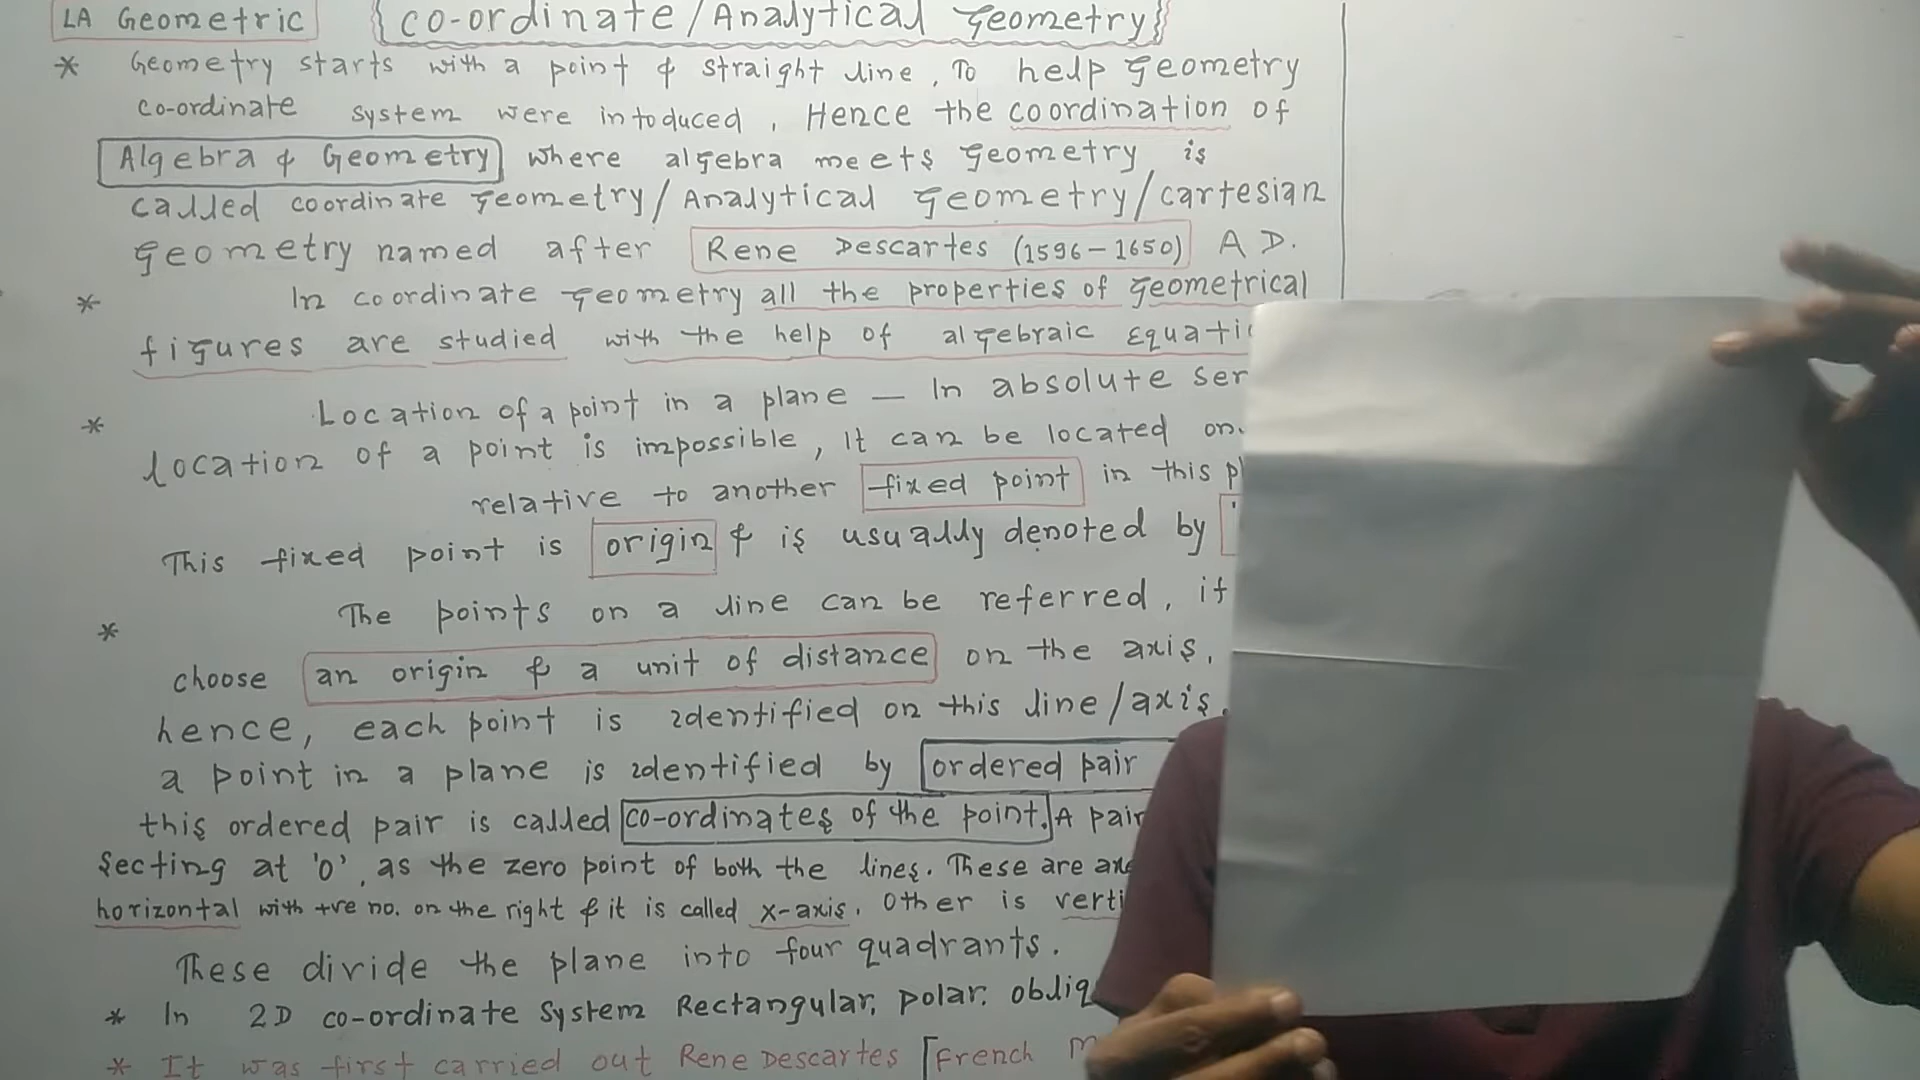 LA Geometric {co-ordinate/Analytical Geometry}
* Geometry starts with a point & straight line, To help Geometry
co-ordinate system were intoduced, Hence the coordination of
Algebra & Geometry where algebra meets Geometry is
called coordinate Geometry/Analytical Geometry/cartesian
Geometry named after Rene Descartes (1596-1650) A D.
* In coordinate Geometry all the properties of Geometrical
figures are studied with the help of algebraic
* Location of a point in a plane — In absolute
location of a point is impossible, It can be located
relative to another fixed point in this
This fixed point is origin & is usually denoted by
* The points on a line can be referred, if
choose an origin & a unit of distance on the axis,
hence, each point is identified on this line/axis,
a point in a plane is identified by ordered pair
this ordered pair is called co-ordinates of the point. A pair
secting at 'o', as the zero point of both the lines. These are
horizontal with +ve no. on the right & it is called x-axis. Other is
These divide the plane into four quadrants.
* In 2D co-ordinate system Rectangular, polar,
* It was first carried out Rene Descartes [French